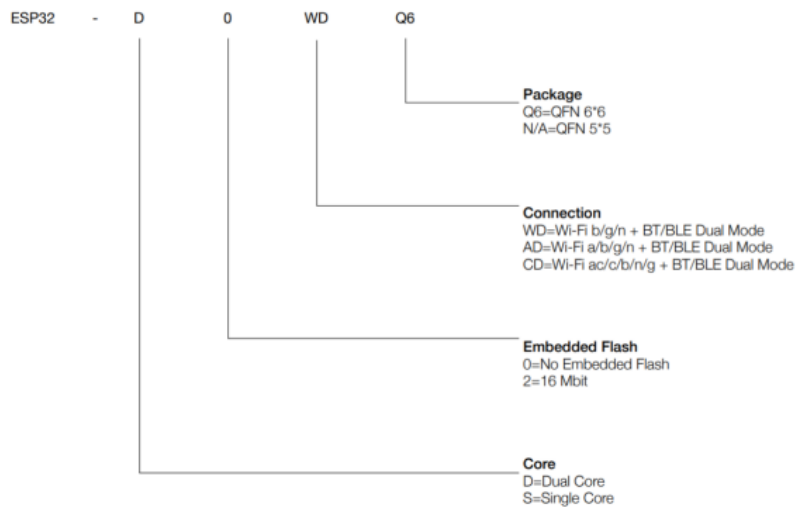 ESP32 - D 0 WD Q6
Package
Q6=QFN 6*6
N/A=QFN 5*5
Connection
WD=Wi-Fi b/g/n + BT/BLE Dual Mode
AD=Wi-Fi a/b/g/n + BT/BLE Dual Mode
CD=Wi-Fi ac/c/b/n/g + BT/BLE Dual Mode
Embedded Flash
0=No Embedded Flash
2=16 Mbit
Core
D=Dual Core
S=Single Core